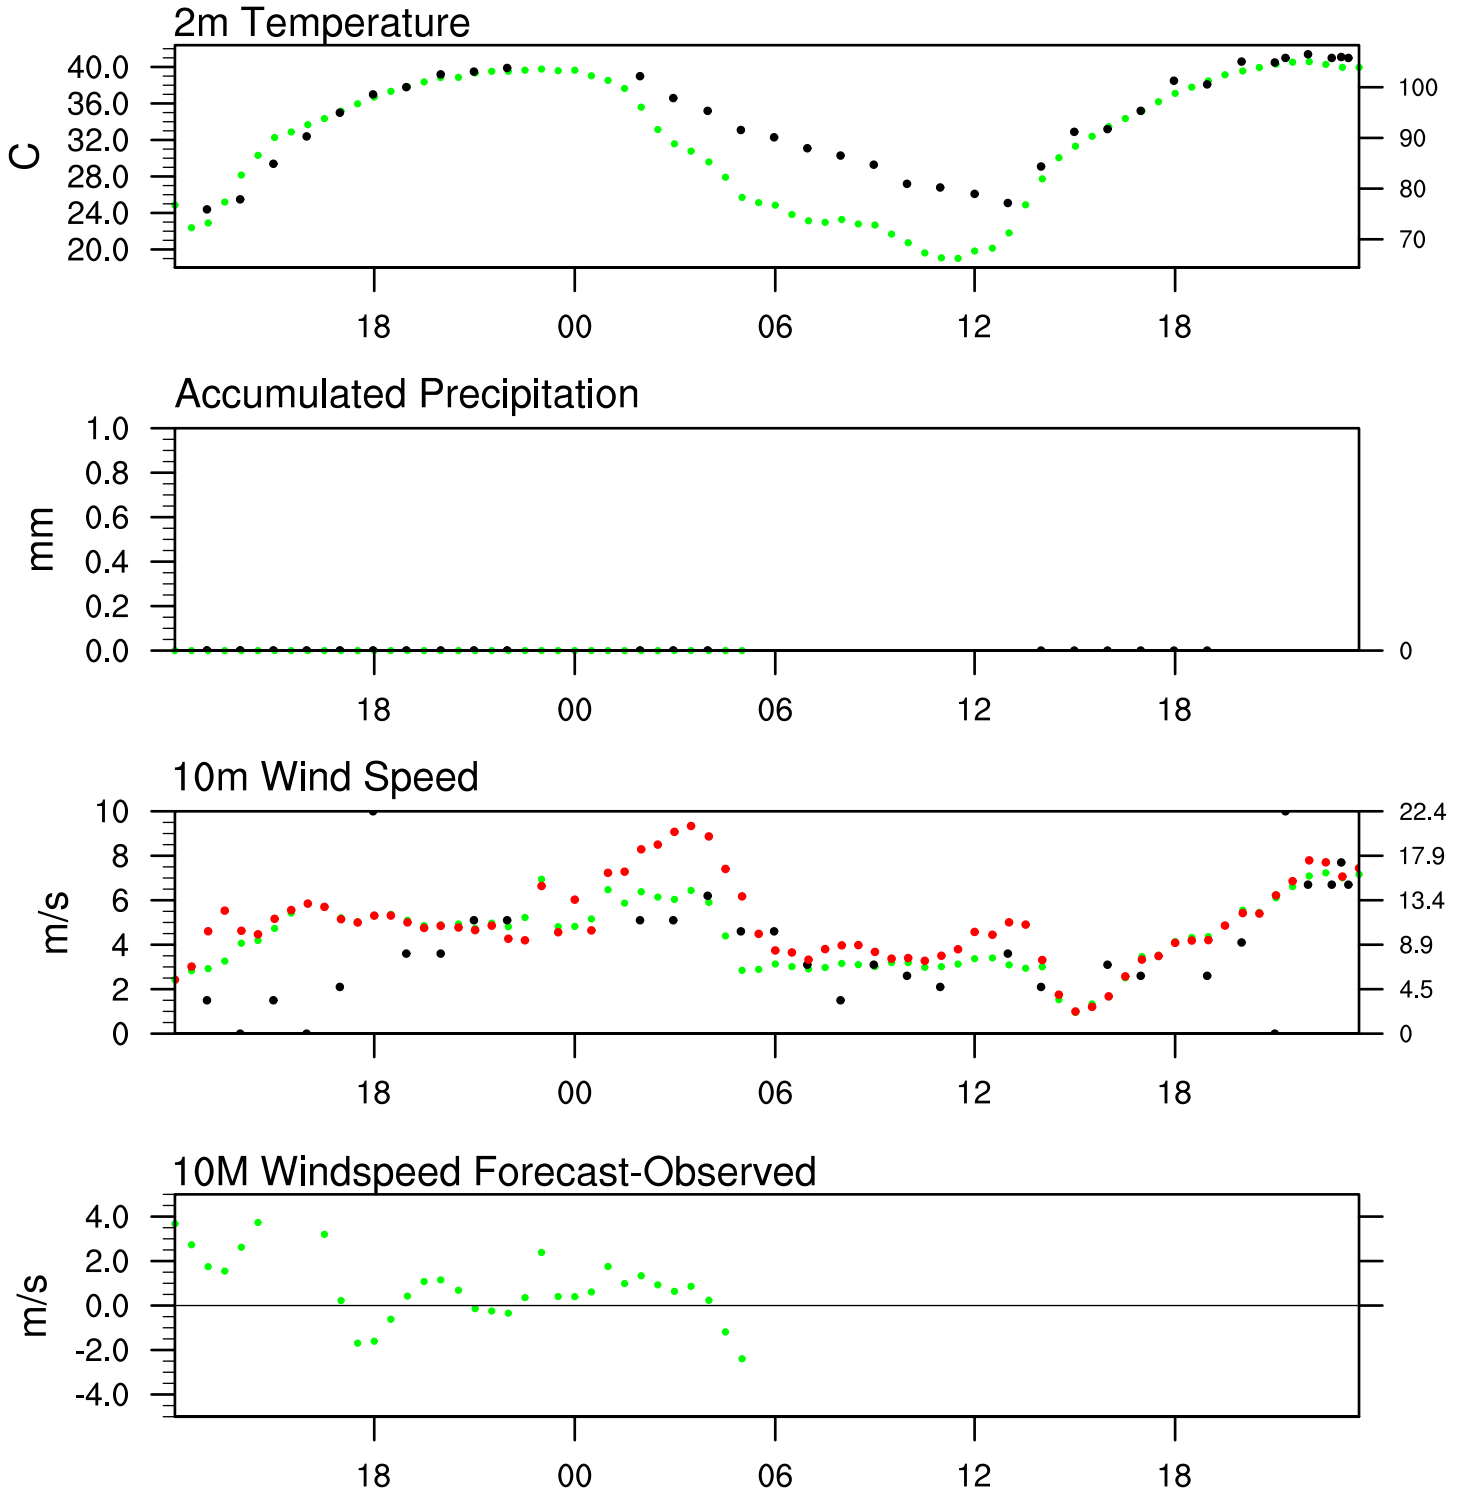 2m Temperature
40.0
36.0
32.0
28.0
24.0
20.0
C
100
90
80
70
18 00 06 12 18
Accumulated Precipitation
1.0
0.8
0.6
0.4
0.2
0.0
mm
0
18 00 06 12 18
10m Wind Speed
10
8
6
4
2
0
m/s
22.4
17.9
13.4
8.9
4.5
0
18 00 06 12 18
10M Windspeed Forecast-Observed
4.0
2.0
0.0
-2.0
-4.0
m/s
18 00 06 12 18